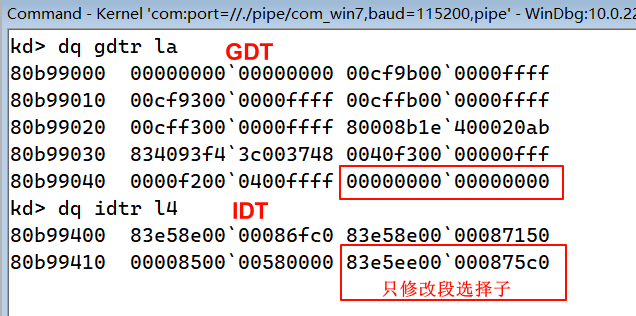 Command - Kernel 'com:port=//./pipe/com_win7,baud=115200,pipe' - WinDbg:10.0.22
kd> dq gdtr la
GDT
80b99000 00000000`00000000 00cf9b00`0000ffff
80b99010 00cf9300`0000ffff 00cffb00`0000ffff
80b99020 00cff300`0000ffff 80008b1e`400020ab
80b99030 834093f4`3c003748 0040f300`00000fff
80b99040 0000f200`0400ffff 00000000`00000000
kd> dq idtr l4
IDT
80b99400 83e58e00`00086fc0 83e58e00`00087150
80b99410 00008500`00580000 83e5ee00`000875c0
只修改段选择子